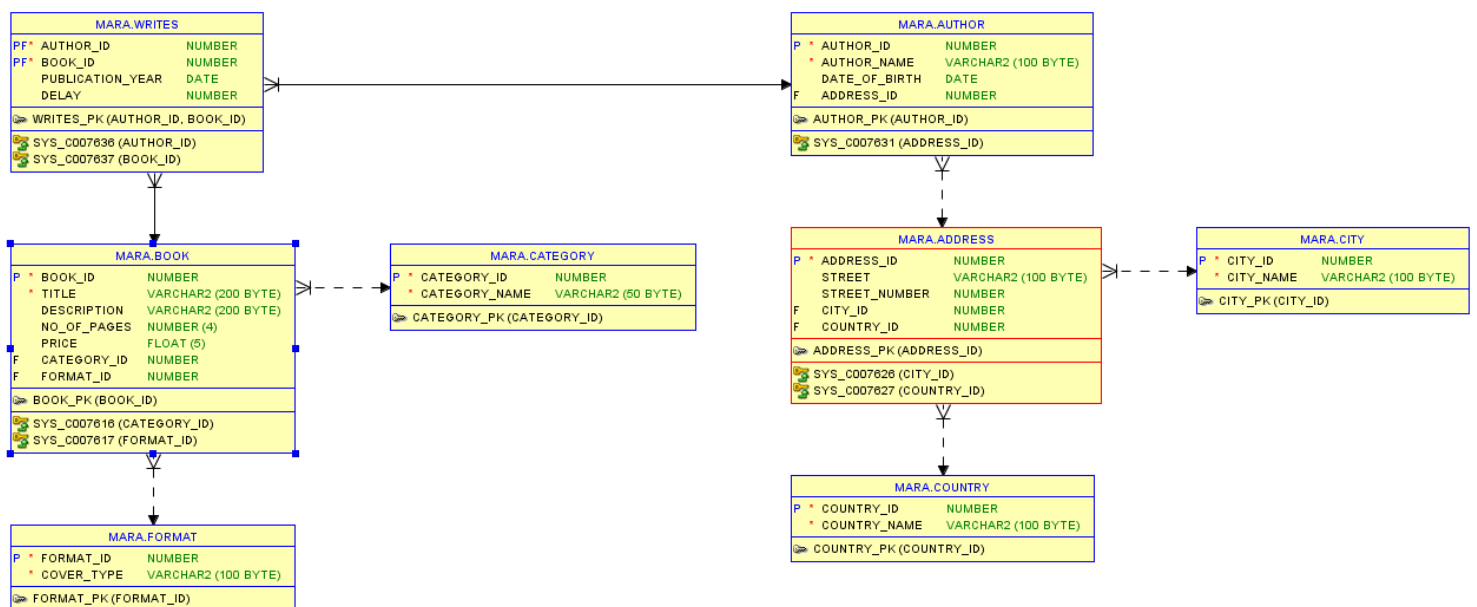 MARA.WRITES
PF* AUTHOR_ID NUMBER
PF* BOOK_ID NUMBER
PUBLICATION_YEAR DATE
DELAY NUMBER
WRITES_PK (AUTHOR_ID, BOOK_ID)
SYS_C007636 (AUTHOR_ID)
SYS_C007637 (BOOK_ID)
MARA.AUTHOR
P * AUTHOR_ID NUMBER
* AUTHOR_NAME VARCHAR2 (100 BYTE)
DATE_OF_BIRTH DATE
F ADDRESS_ID NUMBER
AUTHOR_PK (AUTHOR_ID)
SYS_C007631 (ADDRESS_ID)
MARA.BOOK
P * BOOK_ID NUMBER
* TITLE VARCHAR2 (200 BYTE)
DESCRIPTION VARCHAR2 (200 BYTE)
NO_OF_PAGES NUMBER (4)
PRICE FLOAT (5)
F CATEGORY_ID NUMBER
F FORMAT_ID NUMBER
BOOK_PK (BOOK_ID)
SYS_C007616 (CATEGORY_ID)
SYS_C007617 (FORMAT_ID)
MARA.CATEGORY
P * CATEGORY_ID NUMBER
* CATEGORY_NAME VARCHAR2 (50 BYTE)
CATEGORY_PK (CATEGORY_ID)
MARA.ADDRESS
P * ADDRESS_ID NUMBER
STREET VARCHAR2 (100 BYTE)
STREET_NUMBER NUMBER
F CITY_ID NUMBER
F COUNTRY_ID NUMBER
ADDRESS_PK (ADDRESS_ID)
SYS_C007626 (CITY_ID)
SYS_C007627 (COUNTRY_ID)
MARA.CITY
P * CITY_ID NUMBER
* CITY_NAME VARCHAR2 (100 BYTE)
CITY_PK (CITY_ID)
MARA.FORMAT
P * FORMAT_ID NUMBER
* COVER_TYPE VARCHAR2 (100 BYTE)
FORMAT_PK (FORMAT_ID)
MARA.COUNTRY
P * COUNTRY_ID NUMBER
* COUNTRY_NAME VARCHAR2 (100 BYTE)
COUNTRY_PK (COUNTRY_ID)